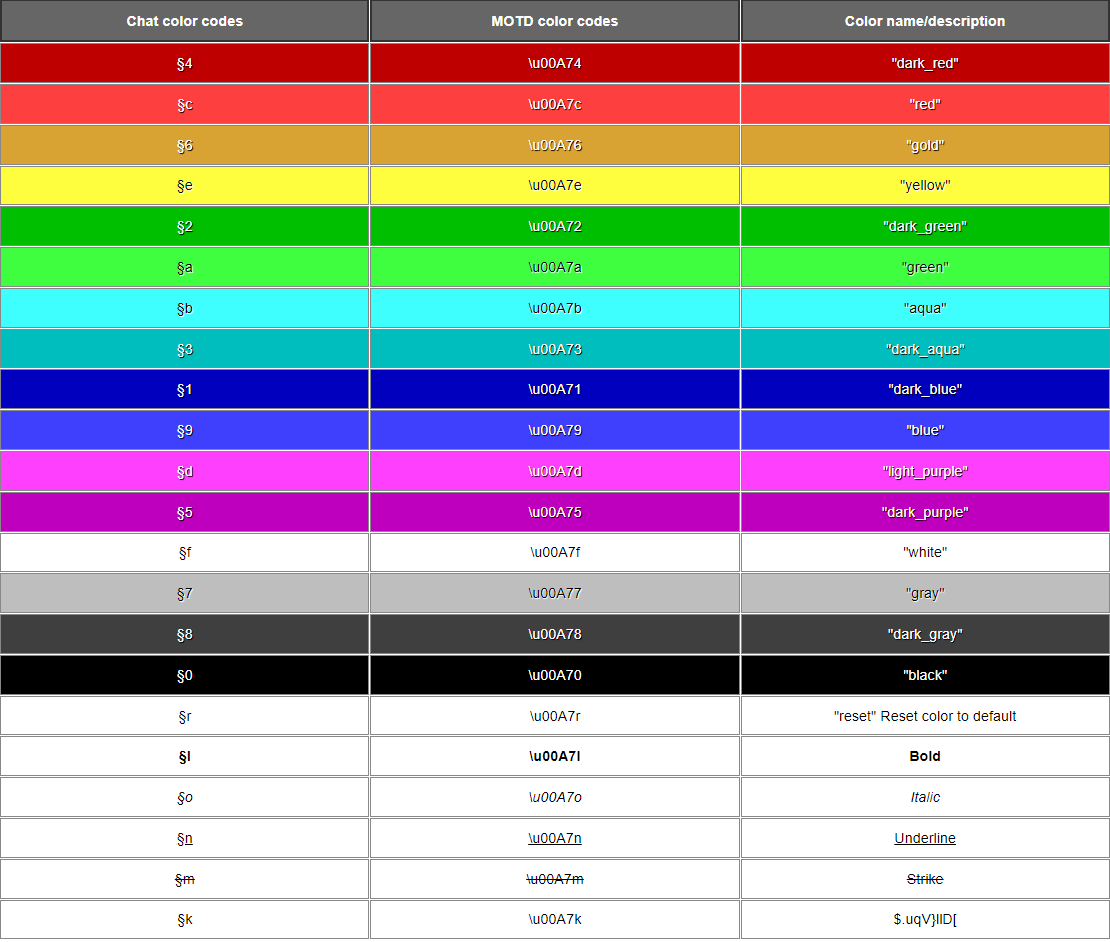 Chat color codes MOTD color codes Color name/description
§4 \u00A74 "dark_red"
§c \u00A7c "red"
§6 \u00A76 "gold"
§e \u00A7e "yellow"
§2 \u00A72 "dark_green"
§a \u00A7a "green"
§b \u00A7b "aqua"
§3 \u00A73 "dark_aqua"
§1 \u00A71 "dark_blue"
§9 \u00A79 "blue"
§d \u00A7d "light_purple"
§5 \u00A75 "dark_purple"
§f \u00A7f "white"
§7 \u00A77 "gray"
§8 \u00A78 "dark_gray"
§0 \u00A70 "black"
§r \u00A7r "reset" Reset color to default
§l \u00A7l Bold
§o \u00A7o Italic
§n \u00A7n Underline
§m \u00A7m Strike
§k \u00A7k $.uqV}IlD[